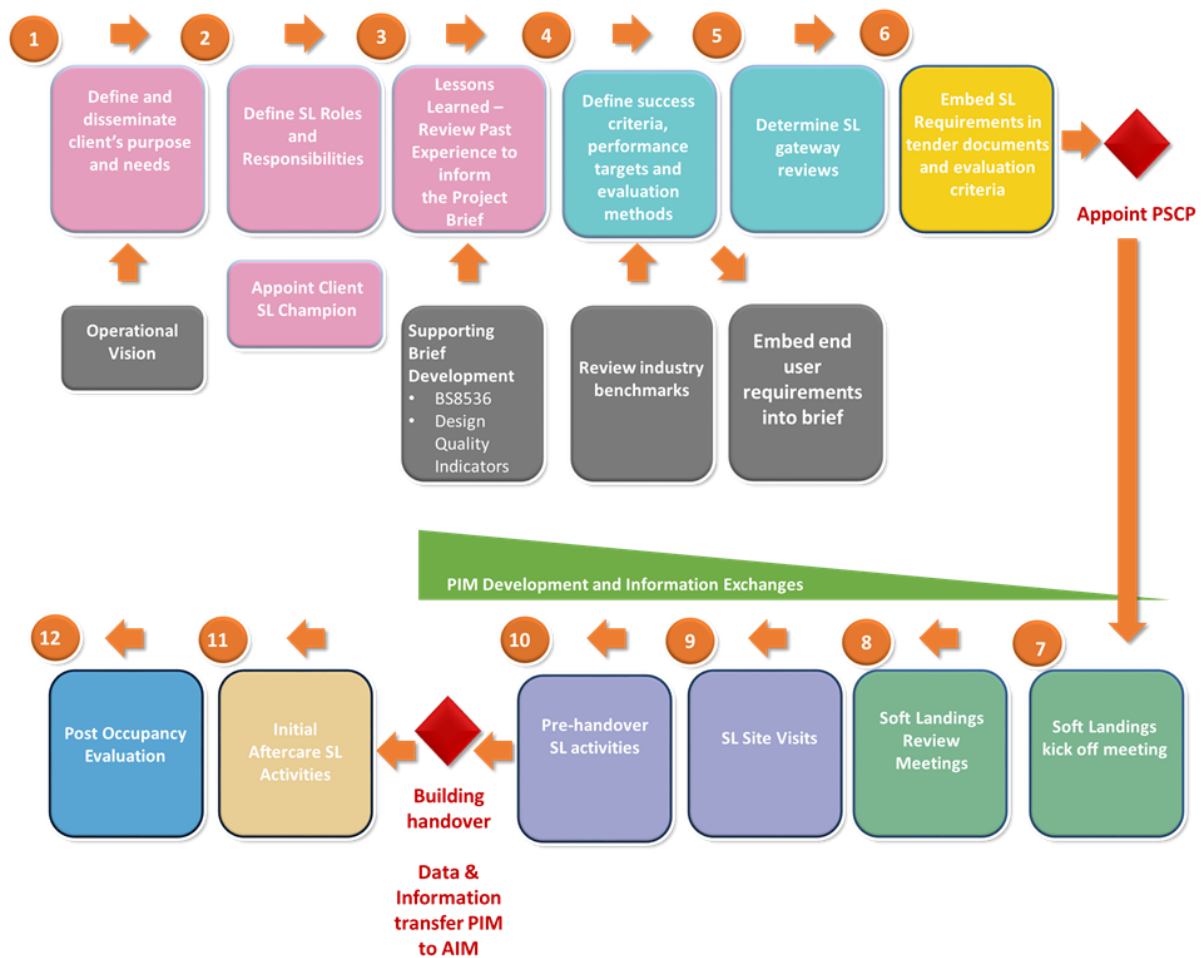 1
2
3
4
5
6
Define and
disseminate
client's purpose
and needs
Define SL Roles
and
Responsibilities
Lessons
Learned –
Review Past
Experience to
inform
the Project
Brief
Define success
criteria,
performance
targets and
evaluation
methods
Determine SL
gateway
reviews
Embed SL
Requirements in
tender documents
and evaluation
criteria
Appoint PSCP
Operational
Vision
Appoint Client
SL Champion
Supporting
Brief
Development
• BS8536
• Design
Quality
Indicators
Review industry
benchmarks
Embed end
user
requirements
into brief
PIM Development and Information Exchanges
12
11
10
9
8
7
Post Occupancy
Evaluation
Initial
Aftercare SL
Activities
Building
handover
Data &
Information
transfer PIM
to AIM
Pre-handover
SL activities
SL Site Visits
Soft Landings
Review
Meetings
Soft Landings
kick off meeting